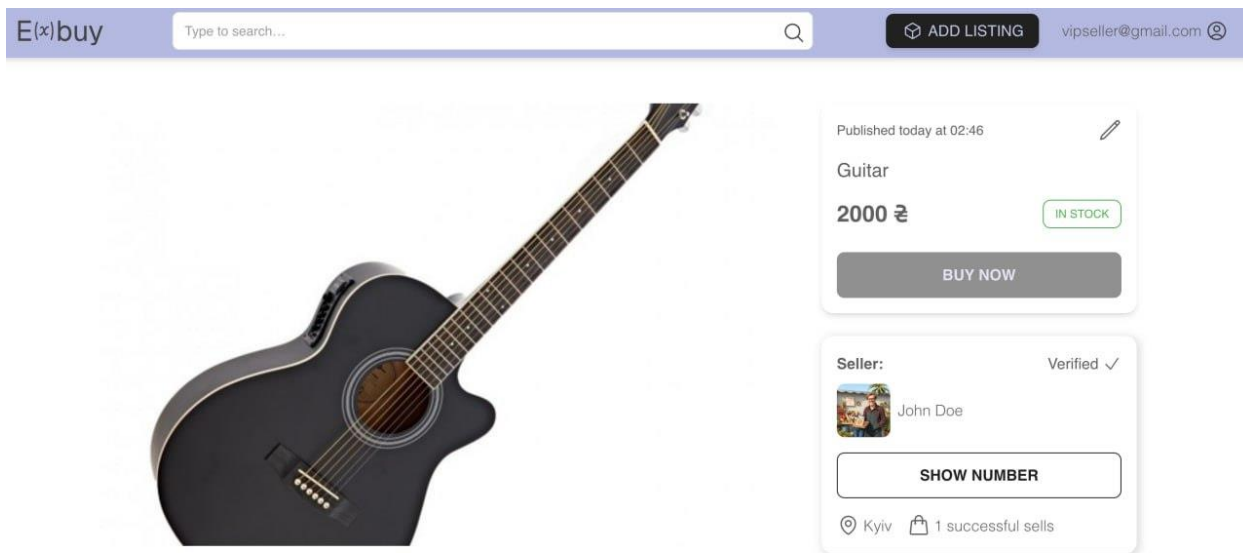 E(x)buy
Type to search...
ADD LISTING
vipseller@gmail.com
Published today at 02:46
Guitar
2000 ₴
IN STOCK
BUY NOW
Seller:
Verified
John Doe
SHOW NUMBER
Kyiv
1 successful sells